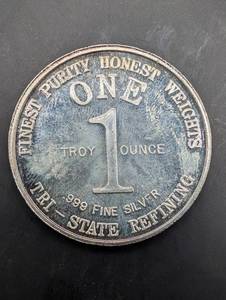 FINEST PURITY HONEST WEIGHTS
ONE
1
TROY OUNCE
.999 FINE SILVER
TRI-STATE REFINING